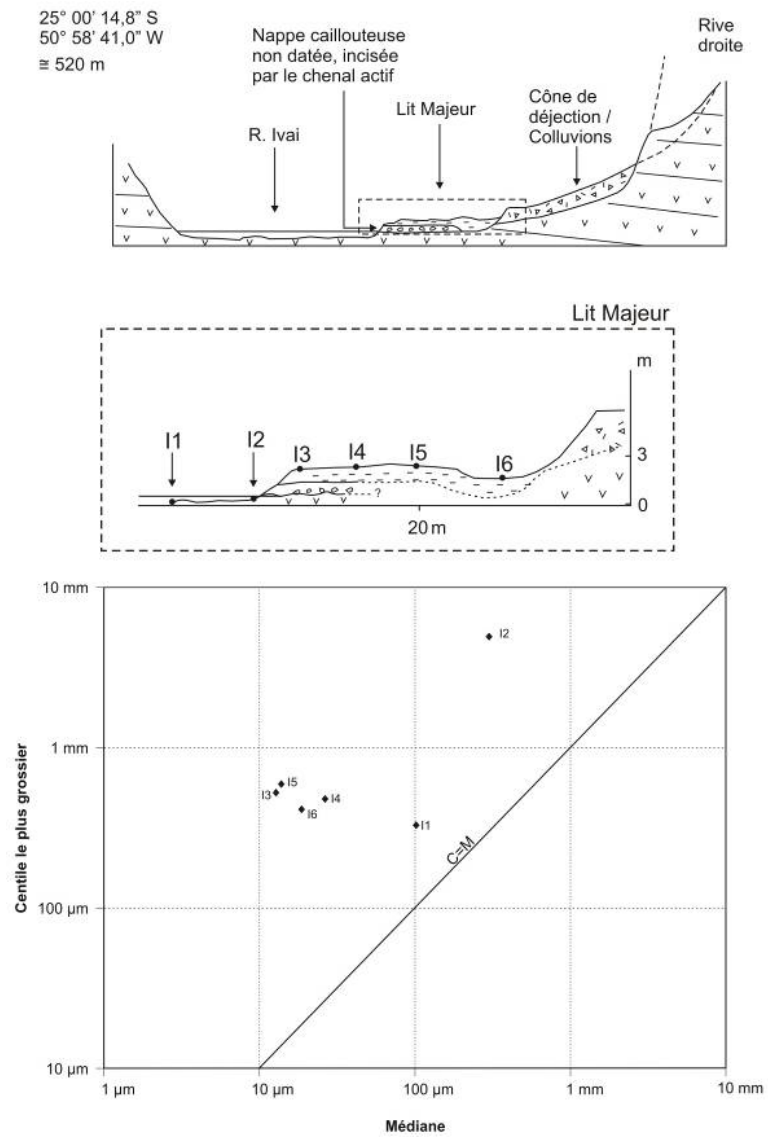 25° 00' 14,8" S
50° 58' 41,0" W
≅ 520 m
Nappe caillouteuse
non datée, incisée
par le chenal actif
R. Ivai
Lit Majeur
Cône de
déjection /
Colluvions
Rive
droite
Lit Majeur
m
I1
I2
I3
I4
I5
I6
3
?
0
20 m
10 mm
I2
1 mm
I5
I3
I4
I6
I1
C=M
100 µm
10 µm
1 µm
10 µm
100 µm
1 mm
10 mm
Centile le plus grossier
Médiane